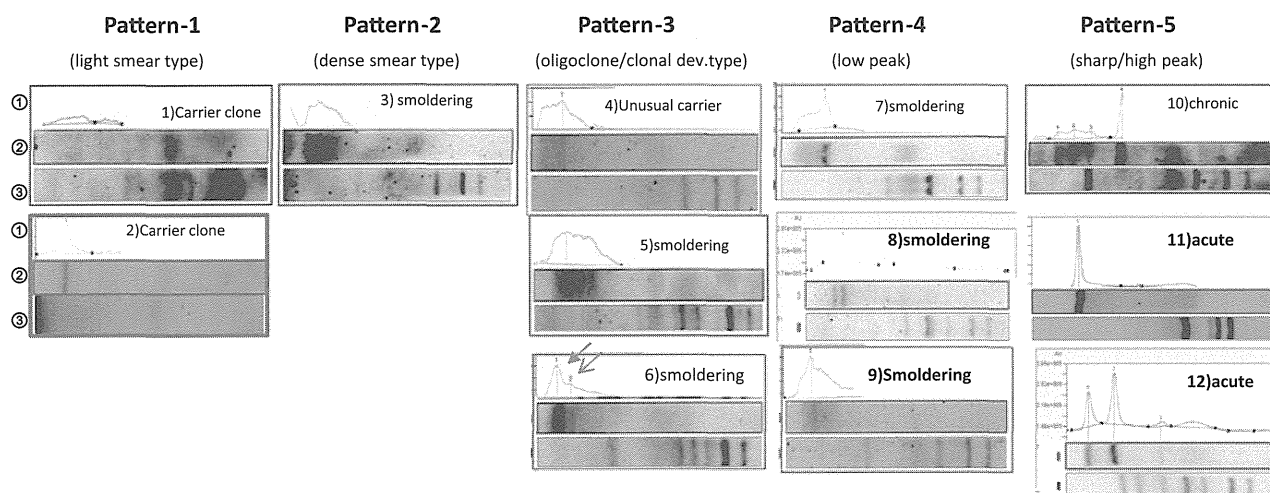 Pattern-1 Pattern-2 Pattern-3 Pattern-4 Pattern-5
(light smear type) (dense smear type) (oligoclone/clonal dev.type) (low peak) (sharp/high peak)
① 1)Carrier clone 3) smoldering 4)Unusual carrier 7)smoldering 10)chronic
②
③
① 2)Carrier clone 5)smoldering 8)smoldering 11)acute
②
③
6)smoldering 9)Smoldering 12)acute